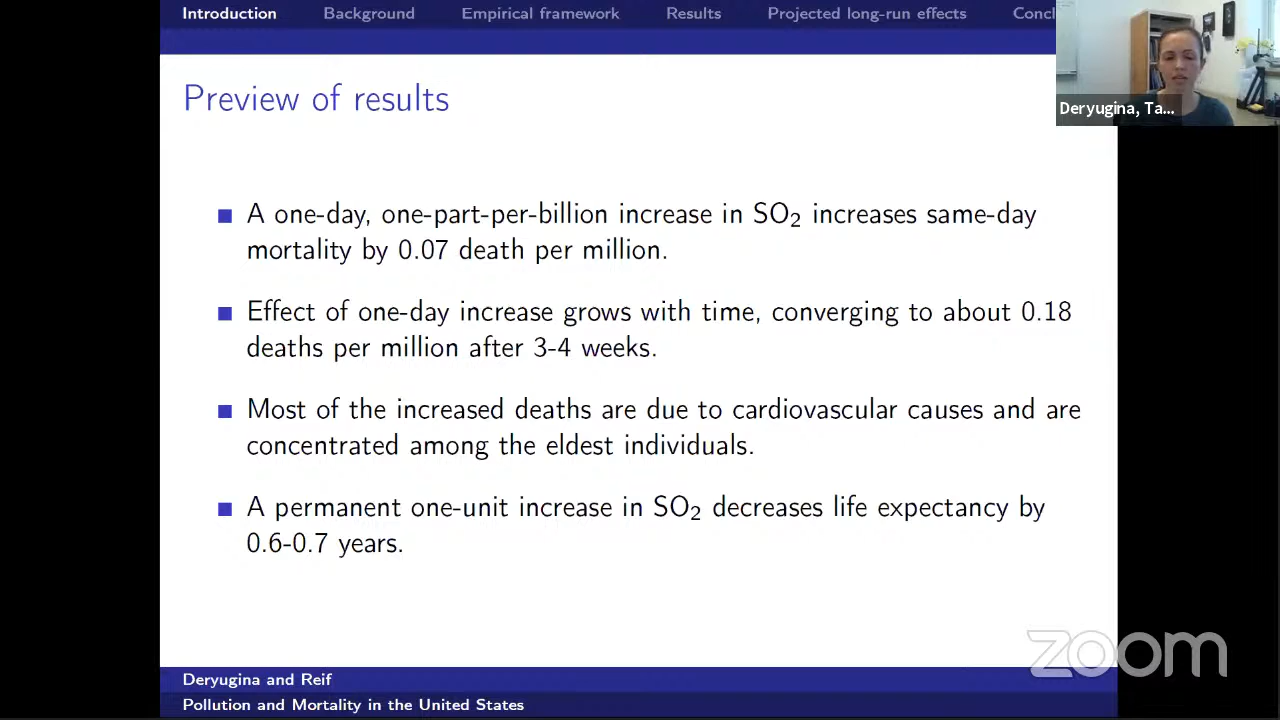 Introduction Background Empirical framework Results Projected long-run effects Concl
Deryugina, Ta...
Preview of results
A one-day, one-part-per-billion increase in SO₂ increases same-day
mortality by 0.07 death per million.
Effect of one-day increase grows with time, converging to about 0.18
deaths per million after 3-4 weeks.
Most of the increased deaths are due to cardiovascular causes and are
concentrated among the eldest individuals.
A permanent one-unit increase in SO₂ decreases life expectancy by
0.6-0.7 years.
zoom
Deryugina and Reif
Pollution and Mortality in the United States